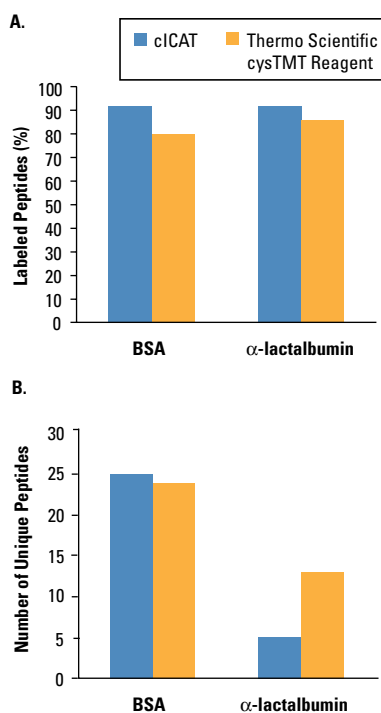 A.
cICAT
Thermo Scientific
cysTMT Reagent
Labeled Peptides (%)
100
90
80
70
60
50
40
30
20
10
0
BSA
α-lactalbumin
B.
Number of Unique Peptides
30
25
20
15
10
5
0
BSA
α-lactalbumin